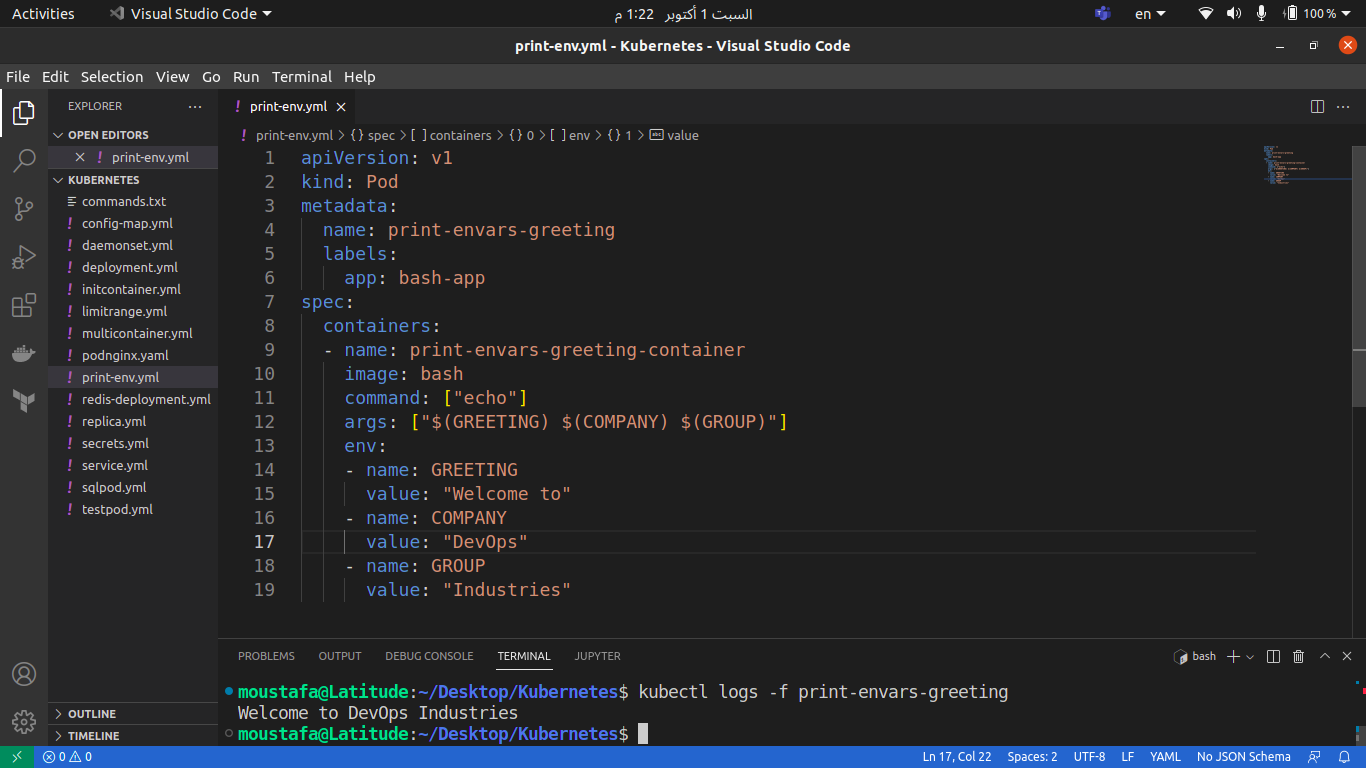 Activities Visual Studio Code السبت 1 أكتوبر 1:22 م en 100 %
print-env.yml - Kubernetes - Visual Studio Code
File Edit Selection View Go Run Terminal Help
EXPLORER
OPEN EDITORS
print-env.yml
KUBERNETES
commands.txt
config-map.yml
daemonset.yml
deployment.yml
initcontainer.yml
limitrange.yml
multicontainer.yml
podnginx.yaml
print-env.yml
redis-deployment.yml
replica.yml
secrets.yml
service.yml
sqlpod.yml
testpod.yml
OUTLINE
TIMELINE
print-env.yml
print-env.yml > {} spec > [ ] containers > {} 0 > [ ] env > {} 1 > value
1 apiVersion: v1
2 kind: Pod
3 metadata:
4   name: print-envars-greeting
5   labels:
6     app: bash-app
7 spec:
8   containers:
9   - name: print-envars-greeting-container
10     image: bash
11     command: ["echo"]
12     args: ["$(GREETING) $(COMPANY) $(GROUP)"]
13     env:
14     - name: GREETING
15       value: "Welcome to"
16     - name: COMPANY
17       value: "DevOps"
18     - name: GROUP
19       value: "Industries"
PROBLEMS OUTPUT DEBUG CONSOLE TERMINAL JUPYTER bash
moustafa@Latitude:~/Desktop/Kubernetes$ kubectl logs -f print-envars-greeting
Welcome to DevOps Industries
moustafa@Latitude:~/Desktop/Kubernetes$
0 0 Ln 17, Col 22 Spaces: 2 UTF-8 LF YAML No JSON Schema